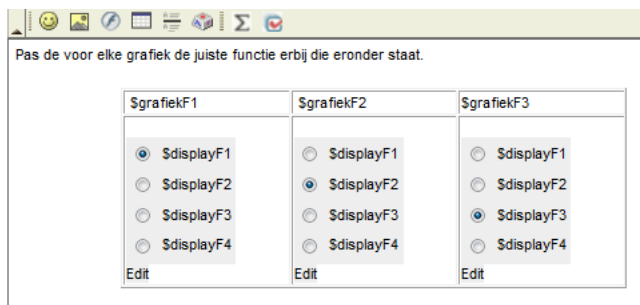 Σ
Pas de voor elke grafiek de juiste functie erbij die eronder staat.
$grafiekF1 $grafiekF2 $grafiekF3
$displayF1 $displayF1 $displayF1
$displayF2 $displayF2 $displayF2
$displayF3 $displayF3 $displayF3
$displayF4 $displayF4 $displayF4
Edit Edit Edit